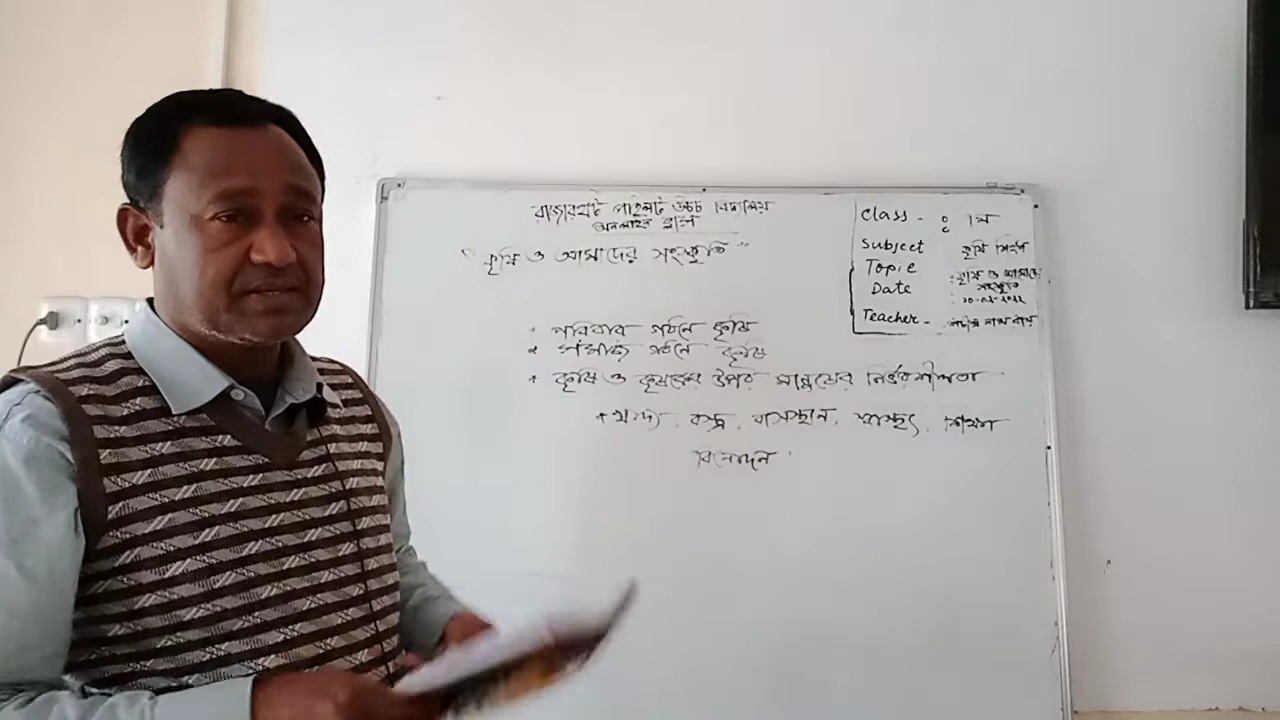 রাজারহাট পাইলট উচ্চ বিদ্যালয়
অনলাইন ক্লাস
"কৃষি ও আমাদের সংস্কৃতি"
* পরিবার গঠনে কৃষি
* সমাজ গঠনে কৃষি
* কৃষি ও কৃষকের উপর মানুষের নির্ভরশীলতা
* খাদ্য, বস্ত্র, বাসস্থান, স্বাস্থ্য, শিক্ষা
বিনোদন
Class -
Subject কৃষি শিক্ষা
Topic : কৃষি ও আমাদের
সংস্কৃতি
Date
Teacher -